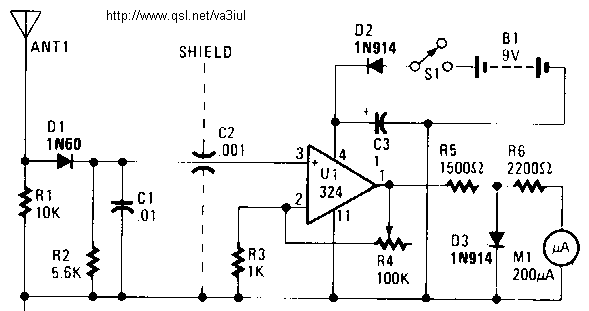 http://www.qsl.net/va3iul
ANT1
SHIELD
D2
1N914
S1
B1
9V
D1
1N60
C2
.001
+
C3
1
R5
1500Ω
R6
2200Ω
3
+
4
U1
324
1
2
-
11
R1
10K
C1
.01
R2
5.6K
R3
1K
R4
100K
D3
1N914
M1
200µA
µA